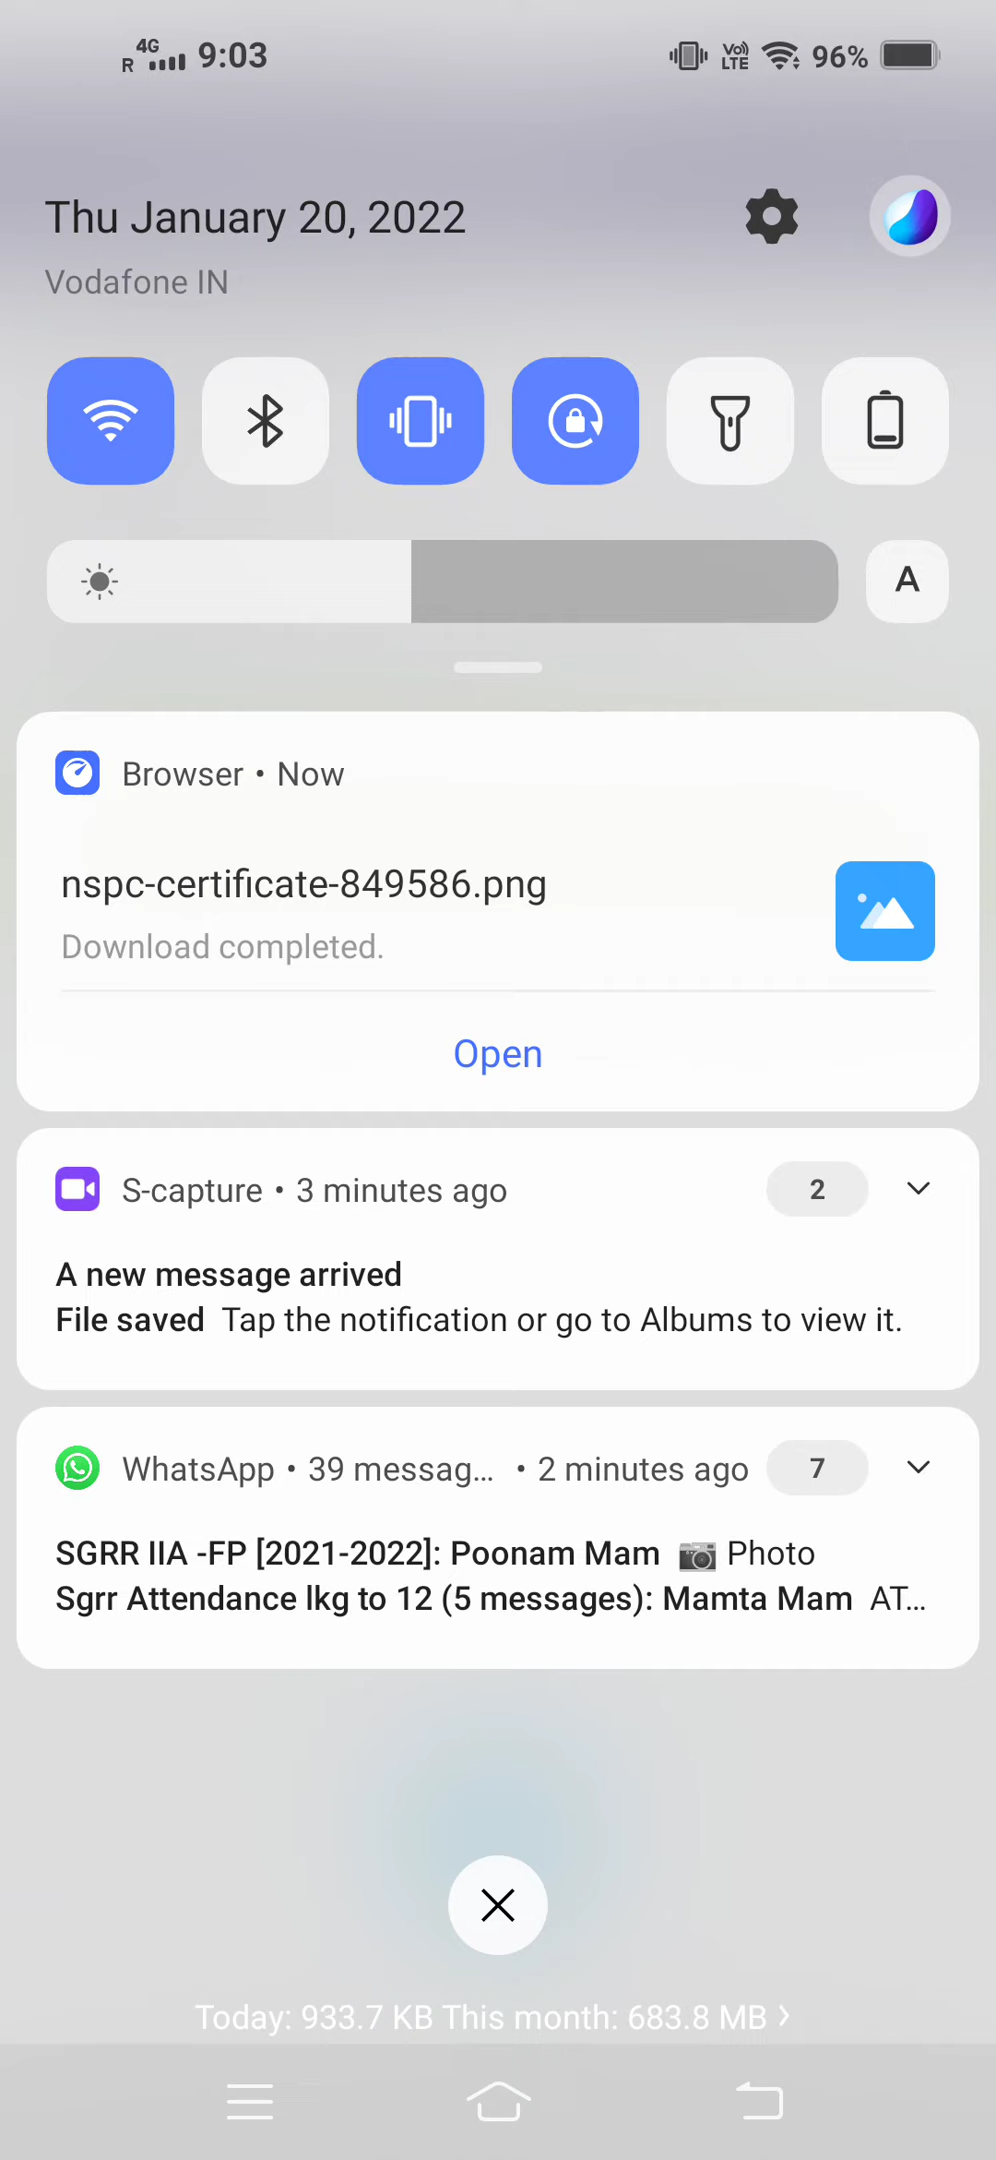 R 4G 9:03 Vo) LTE 96%
Thu January 20, 2022
Vodafone IN
A
Browser • Now
nspc-certificate-849586.png
Download completed.
Open
S-capture • 3 minutes ago 2
A new message arrived
File saved Tap the notification or go to Albums to view it.
WhatsApp • 39 messag... • 2 minutes ago 7
SGRR IIA -FP [2021-2022]: Poonam Mam 📷 Photo
Sgrr Attendance lkg to 12 (5 messages): Mamta Mam AT...
Today: 933.7 KB This month: 683.8 MB >